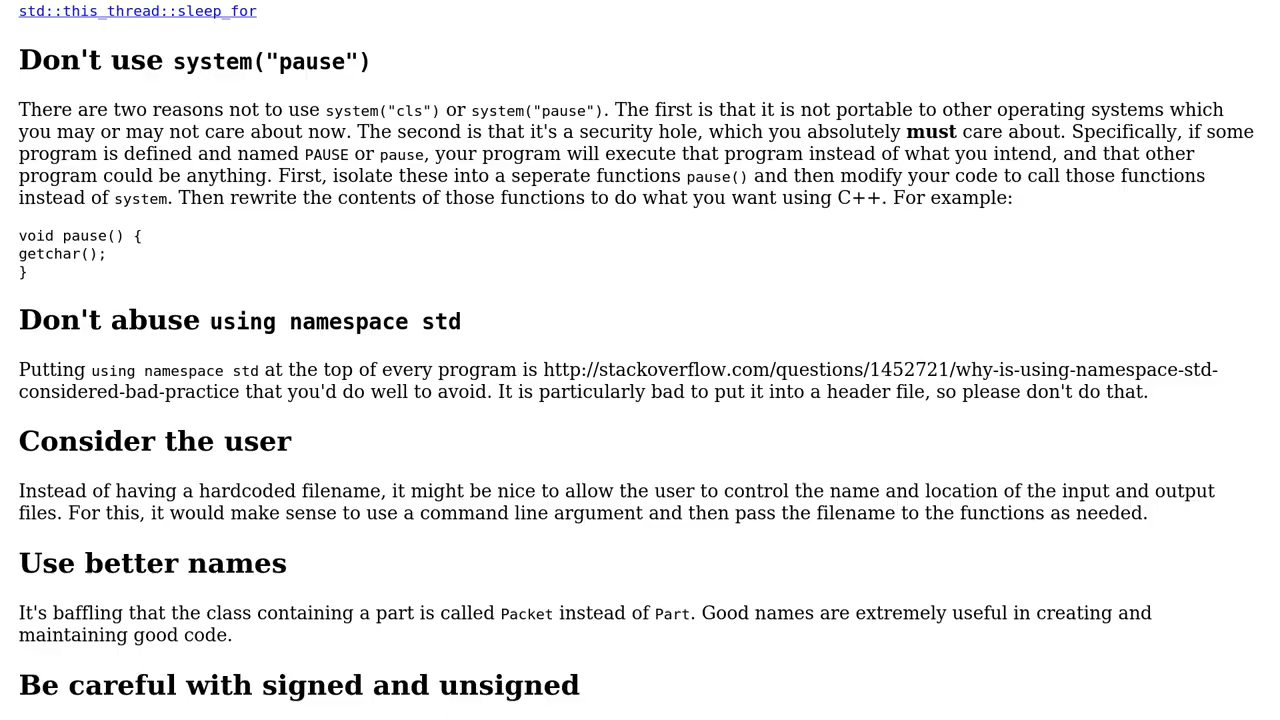 std::this_thread::sleep_for
Don't use system("pause")
There are two reasons not to use system("cls") or system("pause"). The first is that it is not portable to other operating systems which
you may or may not care about now. The second is that it's a security hole, which you absolutely must care about. Specifically, if some
program is defined and named PAUSE or pause, your program will execute that program instead of what you intend, and that other
program could be anything. First, isolate these into a seperate functions pause() and then modify your code to call those functions
instead of system. Then rewrite the contents of those functions to do what you want using C++. For example:
void pause() {
getchar();
}
Don't abuse using namespace std
Putting using namespace std at the top of every program is http://stackoverflow.com/questions/1452721/why-is-using-namespace-std-
considered-bad-practice that you'd do well to avoid. It is particularly bad to put it into a header file, so please don't do that.
Consider the user
Instead of having a hardcoded filename, it might be nice to allow the user to control the name and location of the input and output
files. For this, it would make sense to use a command line argument and then pass the filename to the functions as needed.
Use better names
It's baffling that the class containing a part is called Packet instead of Part. Good names are extremely useful in creating and
maintaining good code.
Be careful with signed and unsigned